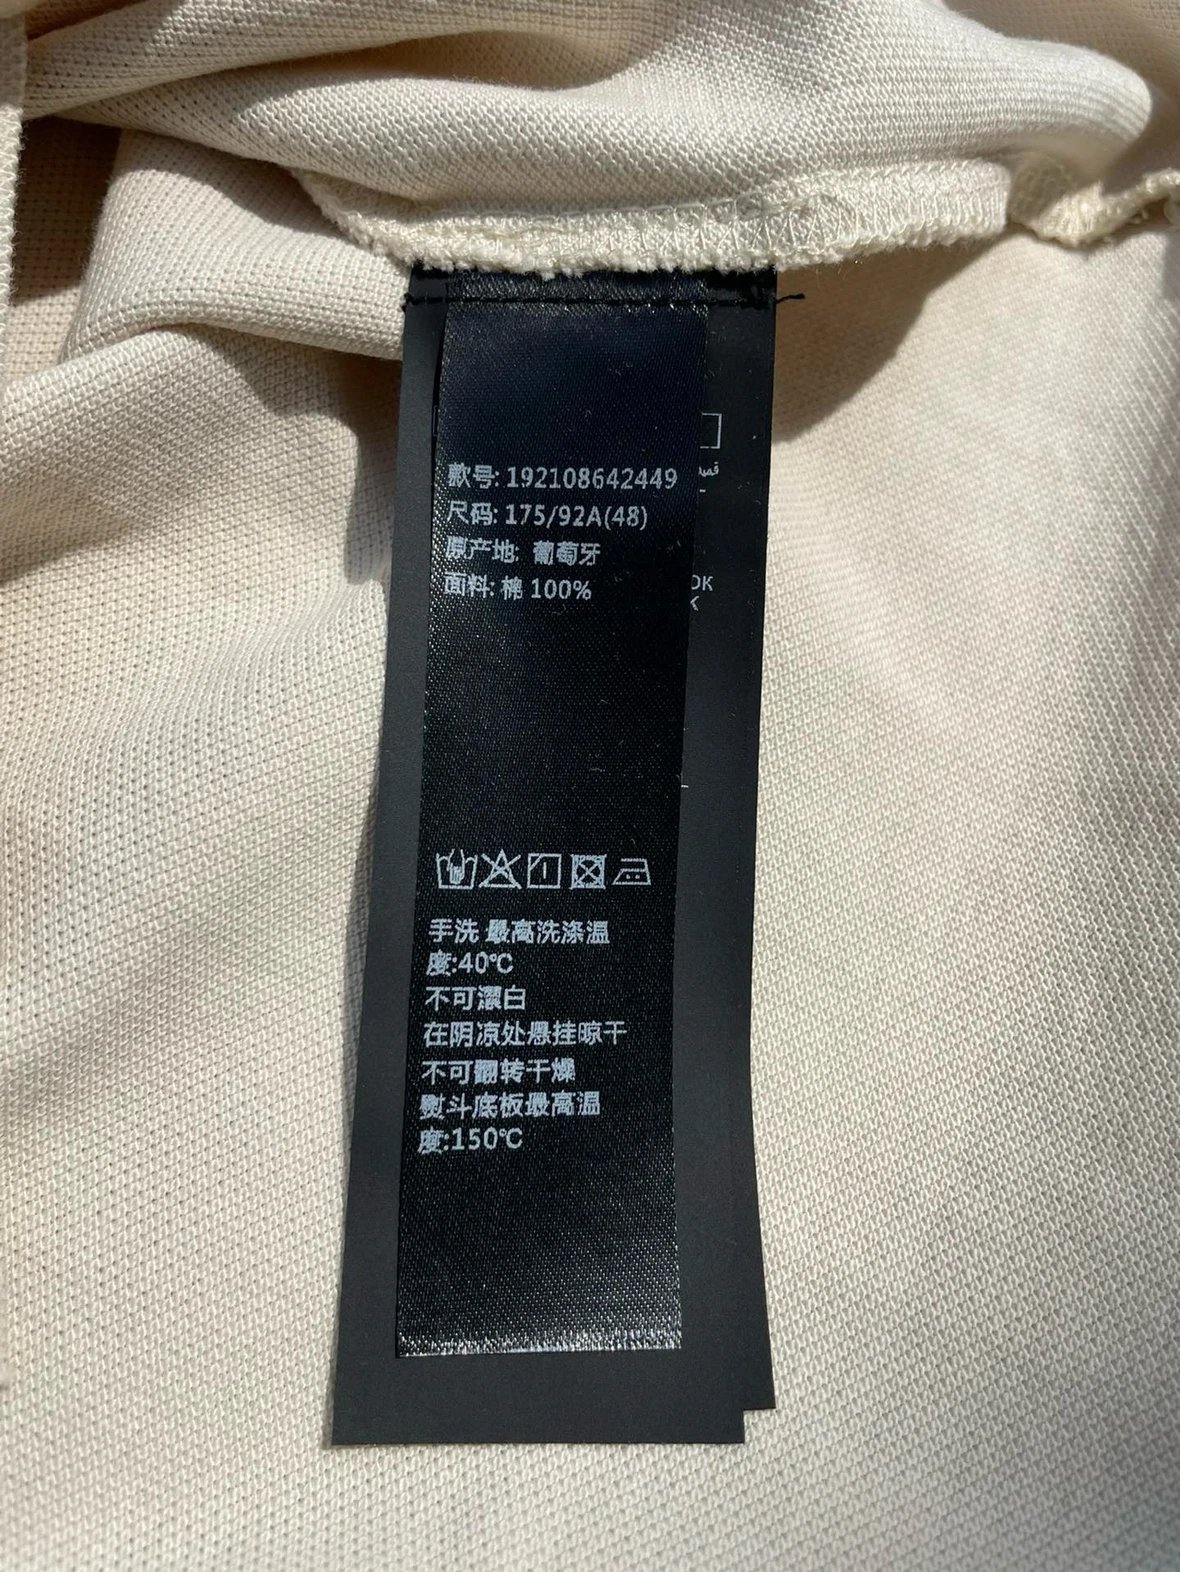 款号: 192108642449
尺码: 175/92A(48)
原产地: 葡萄牙
面料: 棉 100%
OK
K
手洗 最高洗涤温
度:40℃
不可漂白
在阴凉处悬挂晾干
不可翻转干燥
熨斗底板最高温
度:150℃